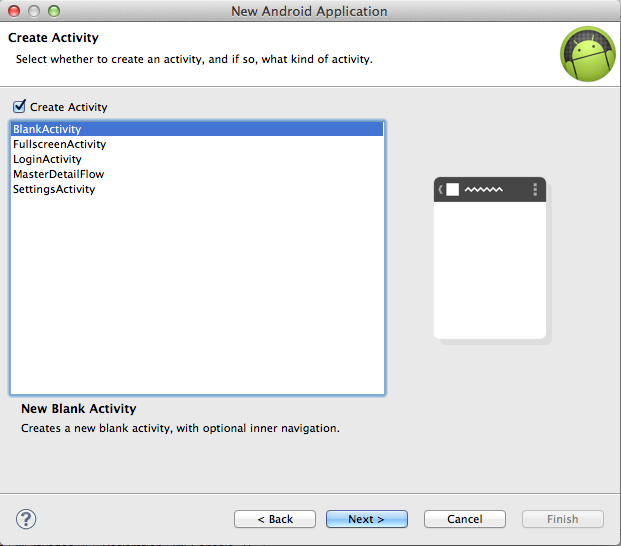 New Android Application
Create Activity
Select whether to create an activity, and if so, what kind of activity.
Create Activity
BlankActivity
FullscreenActivity
LoginActivity
MasterDetailFlow
SettingsActivity
New Blank Activity
Creates a new blank activity, with optional inner navigation.
?
< Back
Next >
Cancel
Finish